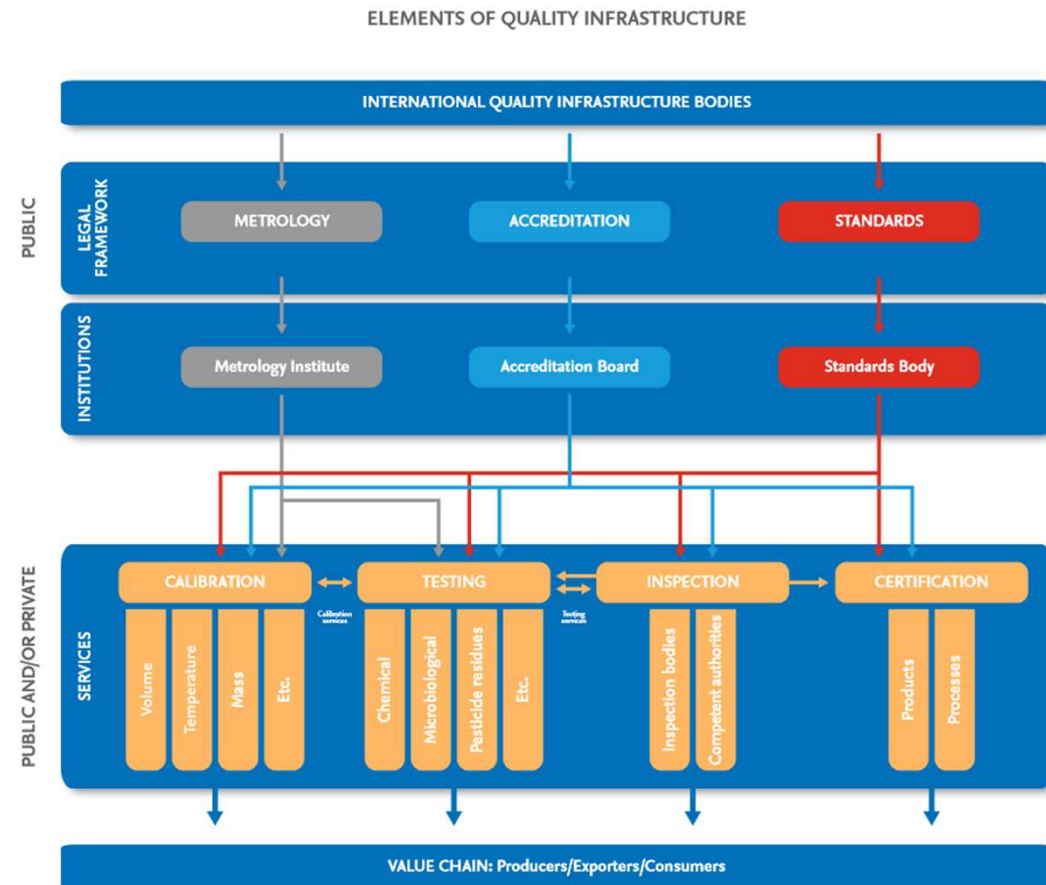 ELEMENTS OF QUALITY INFRASTRUCTURE
INTERNATIONAL QUALITY INFRASTRUCTURE BODIES
PUBLIC
LEGAL
FRAMEWORK
METROLOGY
ACCREDITATION
STANDARDS
INSTITUTIONS
Metrology Institute
Accreditation Board
Standards Body
PUBLIC AND/OR PRIVATE
SERVICES
CALIBRATION
TESTING
INSPECTION
CERTIFICATION
Calibration
services
Testing
services
Volume
Temperature
Mass
Etc.
Chemical
Microbiological
Pesticide residues
Etc.
Inspection bodies
Competent authorities
Products
Processes
VALUE CHAIN: Producers/Exporters/Consumers